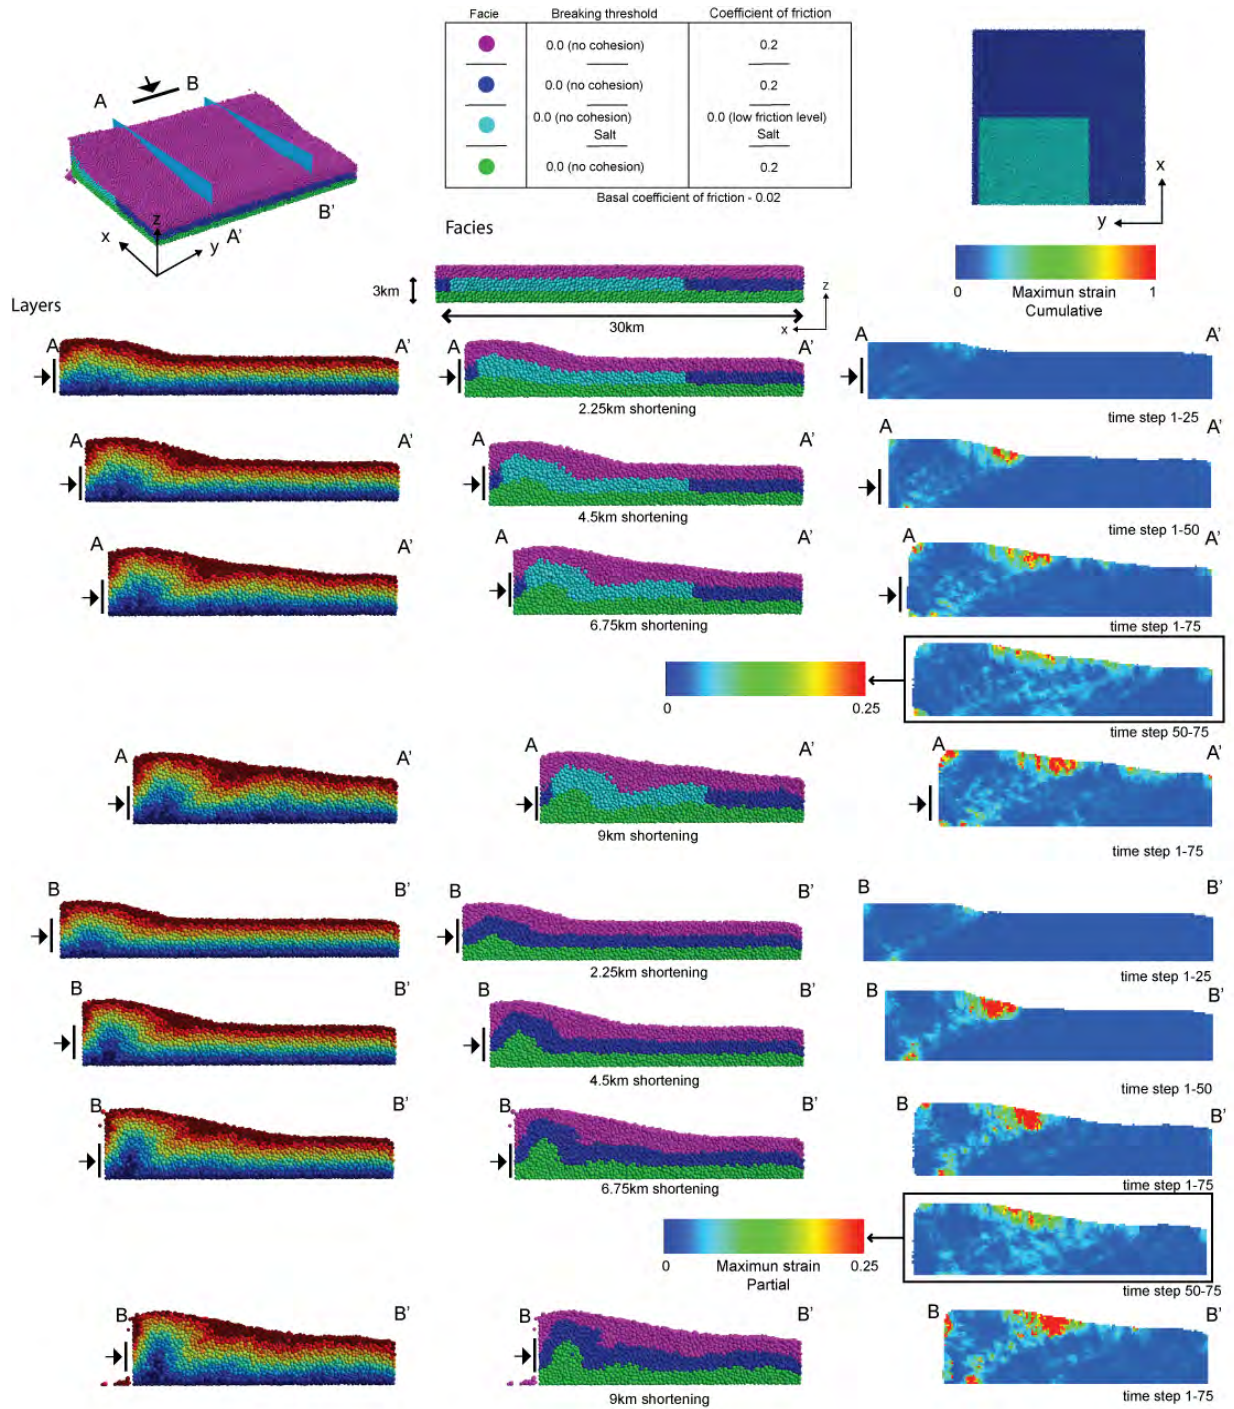 Facie Breaking threshold Coefficient of friction
0.0 (no cohesion) 0.2
0.0 (no cohesion) 0.2
0.0 (no cohesion) 0.0 (low friction level)
Salt Salt
0.0 (no cohesion) 0.2
Basal coefficient of friction - 0.02
A B
B'
z
x y A'
x
y
Facies
0 1
Maximun strain
Cumulative
3km
z
30km
x
Layers
A A' A A' A A'
2.25km shortening
time step 1-25
A A' A A' A A'
4.5km shortening
time step 1-50
A A' A A' A A'
6.75km shortening
time step 1-75
0 0.25
time step 50-75
A A' A A' A A'
9km shortening
time step 1-75
B B' B B' B B'
2.25km shortening
time step 1-25
B B' B B' B B'
4.5km shortening
time step 1-50
B B' B B' B B'
6.75km shortening
time step 1-75
0 Maximun strain 0.25
Partial
time step 50-75
B B' B B' B B'
9km shortening
time step 1-75